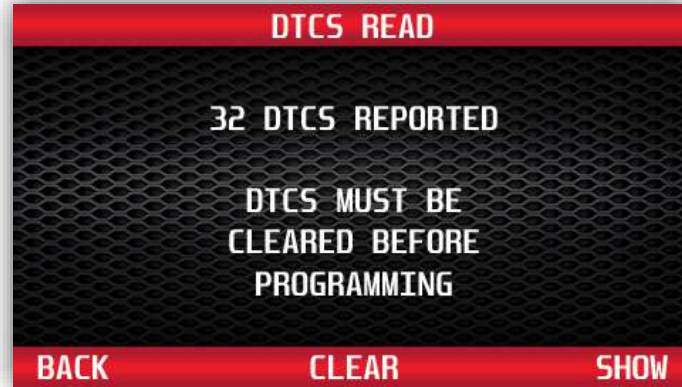 DTCS READ
32 DTCS REPORTED
DTCS MUST BE
CLEARED BEFORE
PROGRAMMING
BACK CLEAR SHOW